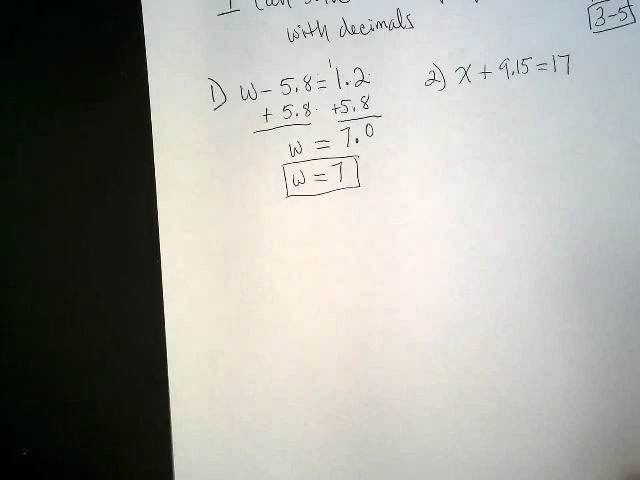 I can
with decimals
3-5
1) w - 5.8 = 1.2
+ 5.8 +5.8
w = 7.0
w = 7
2) x + 9.15 = 17